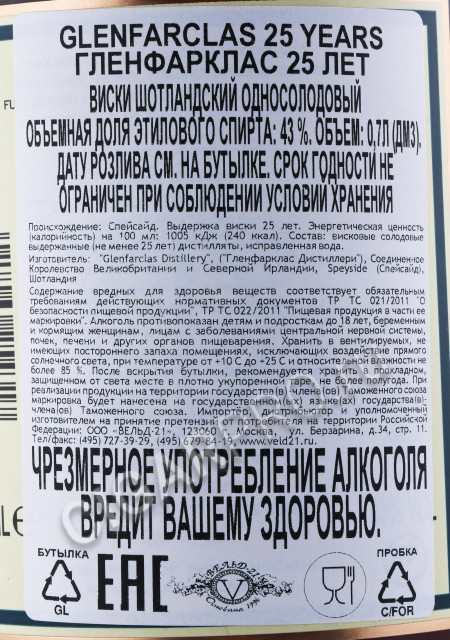 GLENFARCLAS 25 YEARS
ГЛЕНФАРКЛАС 25 ЛЕТ
ВИСКИ ШОТЛАНДСКИЙ ОДНОСОЛОДОВЫЙ
ОБЪЕМНАЯ ДОЛЯ ЭТИЛОВОГО СПИРТА: 43 %. ОБЪЕМ: 0,7Л (ДМ3).
ДАТУ РОЗЛИВА СМ. НА БУТЫЛКЕ. СРОК ГОДНОСТИ НЕ
ОГРАНИЧЕН ПРИ СОБЛЮДЕНИИ УСЛОВИЙ ХРАНЕНИЯ
Происхождение: Спейсайд. Выдержка виски 25 лет. Энергетическая ценность
(калорийность) на 100 мл: 1005 кДж (240 ккал). Состав: висковые солодовые
выдержанные (не менее 25 лет) дистилляты, исправленная вода.
Изготовитель: "Glenfarclas Distillery", ("Гленфарклас Дистиллери"), Соединенное
Королевство Великобритании и Северной Ирландии, Speyside (Спейсайд),
Шотландия
Содержание вредных для здоровья веществ соответствует обязательным
требованиям действующих нормативных документов ТР ТС 021/2011 "О
безопасности пищевой продукции", ТР ТС 022/2011 "Пищевая продукция в части ее
маркировки". Алкоголь противопоказан детям и подросткам до 18 лет, беременным
и кормящим женщинам, лицам с заболеваниями центральной нервной системы,
почек, печени и других органов пищеварения. Хранить в вентилируемых, не
имеющих постороннего запаха помещениях, исключающих воздействие прямого
солнечного света, при температуре от +10 С до +25 С и относительной влажности не
более 85 %. После вскрытия бутылки, рекомендуется хранить в прохладном,
защищенном от света месте в плотно укупоренной таре, не более полугода. При
реализации продукции на территории государств(а)-члена(ов) Таможенного союза
маркировка будет нанесена на государственном(ых) языке(ах) государства(в)-
члена(ов) Таможенного союза. Импортер, экспортизатор и уполномоченный
изготовителем на принятие претензий от потребителя на территории Российской
Федерации: ООО «ВЕЛЬД-21», 123060 г. Москва, ул. Берзарина, д.34, стр. 11.
Тел/факс: (495) 727-39-29, (495) 679-84-19, www.veld21.ru
ЧРЕЗМЕРНОЕ УПОТРЕБЛЕНИЕ АЛКОГОЛЯ
ВРЕДИТ ВАШЕМУ ЗДОРОВЬЮ.
БУТЫЛКА
GL
EAC
ВЕЛЬД-21
V
Основана 1996
ПРОБКА
C/FOR
FU